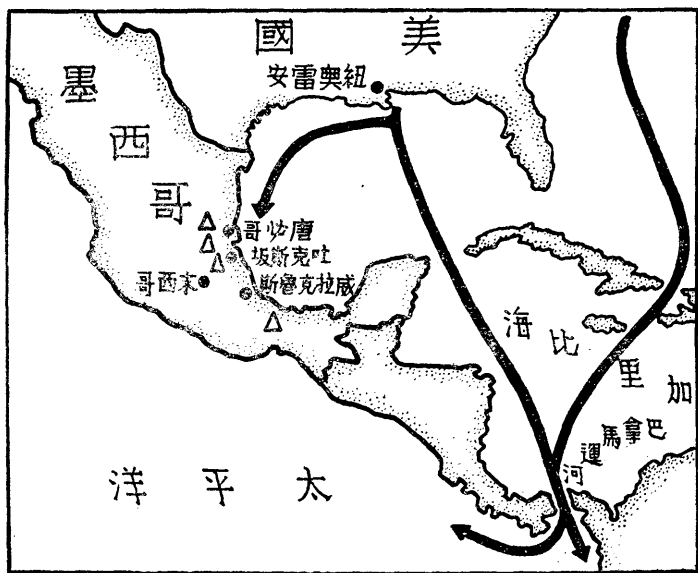 美國
紐奧雷安
墨西哥
必哥
吐克斯坂
威拉克魯斯
末西哥
加里比海
巴拿馬運河
太平洋